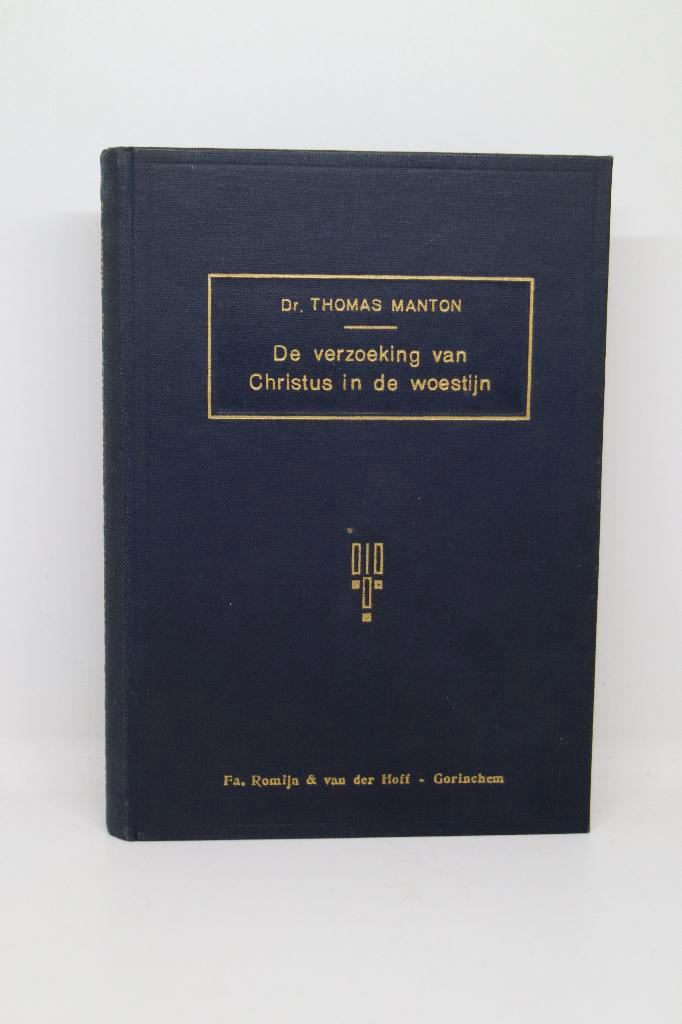 Dr. THOMAS MANTON
De verzoeking van
Christus in de woestijn
Fa. Romijn & van der Hoff - Gorinchem